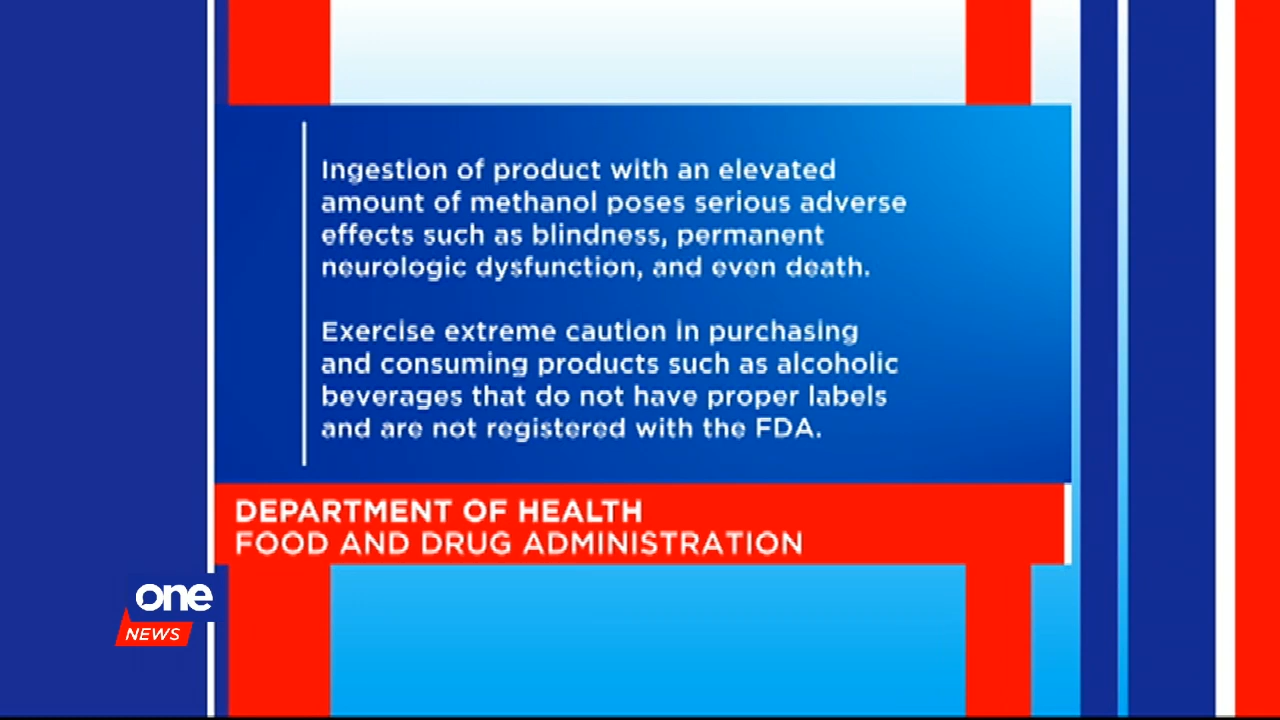 Ingestion of product with an elevated
amount of methanol poses serious adverse
effects such as blindness, permanent
neurologic dysfunction, and even death.
Exercise extreme caution in purchasing
and consuming products such as alcoholic
beverages that do not have proper labels
and are not registered with the FDA.
DEPARTMENT OF HEALTH
FOOD AND DRUG ADMINISTRATION
one
NEWS